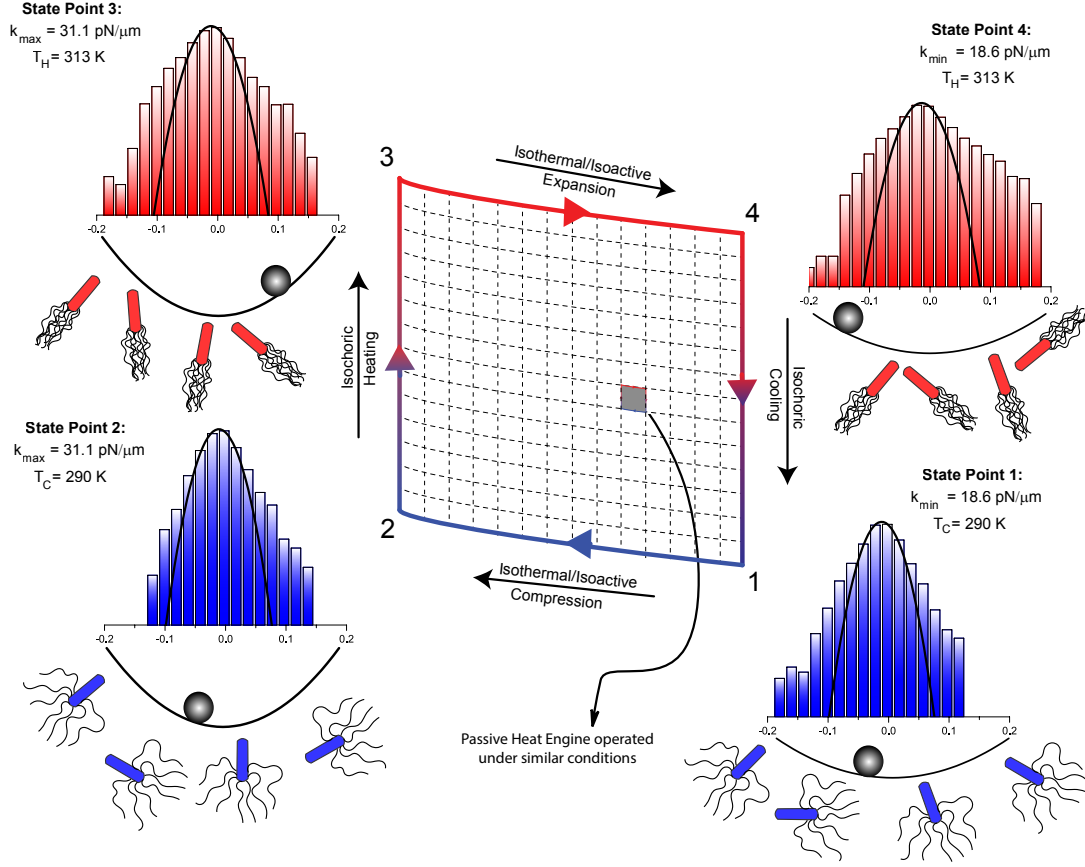 State Point 3:
k max = 31.1 pN/μm
T H = 313 K
-0.2 -0.1 0.0 0.1 0.2
State Point 4:
k min = 18.6 pN/μm
T H = 313 K
-0.2 -0.1 0.0 0.1 0.2
3
Isothermal/Isoactive
Expansion
4
Isochoric
Heating
Isochoric
Cooling
State Point 2:
k max = 31.1 pN/μm
T C = 290 K
-0.2 -0.1 0.0 0.1 0.2
2
Isothermal/Isoactive
Compression
1
State Point 1:
k min = 18.6 pN/μm
T C = 290 K
-0.2 -0.1 0.0 0.1 0.2
Passive Heat Engine operated
under similar conditions